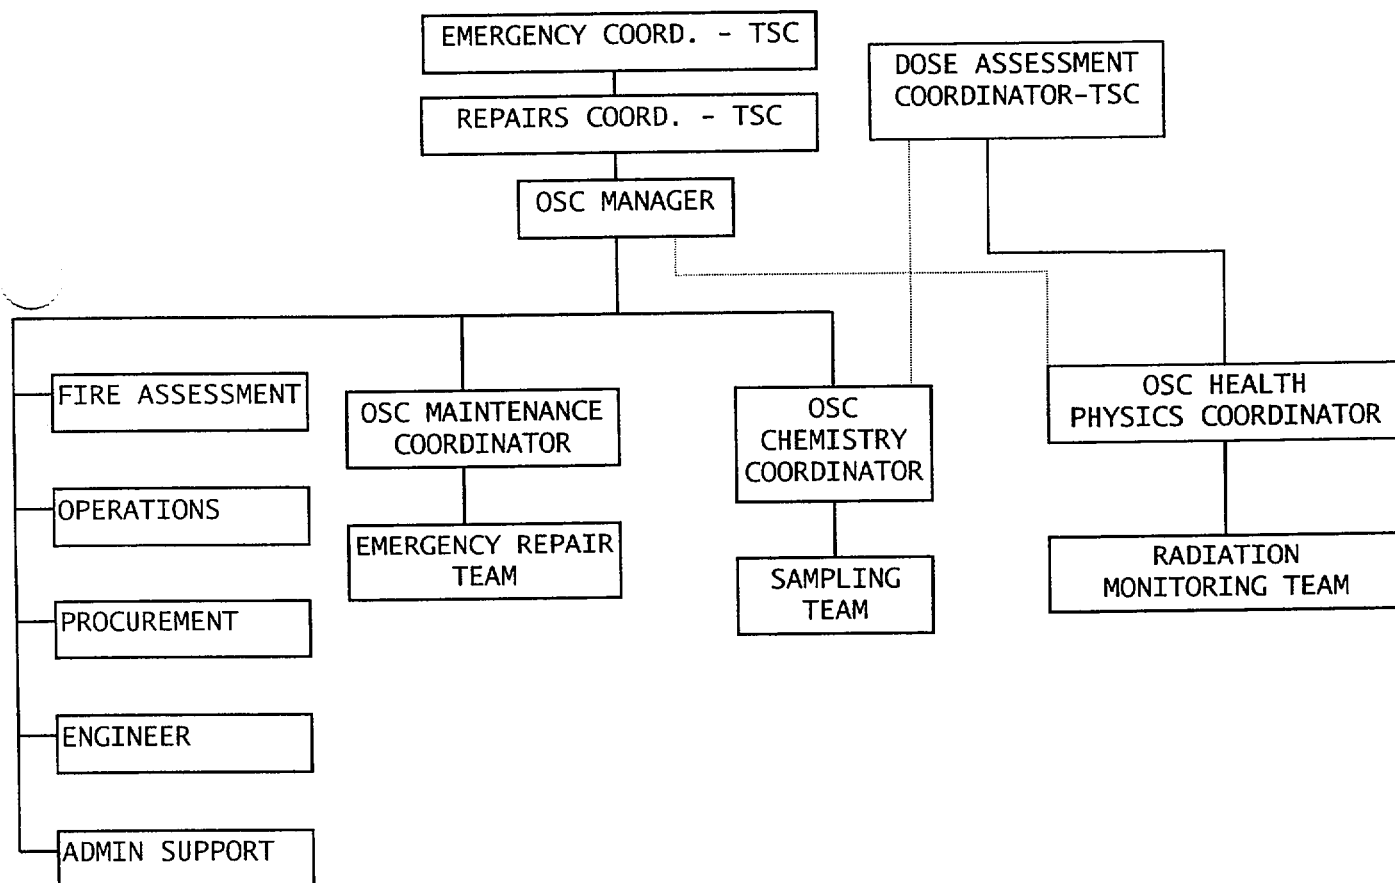 EMERGENCY COORD. - TSC
REPAIRS COORD. - TSC
OSC MANAGER
DOSE ASSESSMENT
COORDINATOR-TSC
FIRE ASSESSMENT
OPERATIONS
PROCUREMENT
ENGINEER
ADMIN SUPPORT
OSC MAINTENANCE
COORDINATOR
EMERGENCY REPAIR
TEAM
OSC
CHEMISTRY
COORDINATOR
SAMPLING
TEAM
OSC HEALTH
PHYSICS COORDINATOR
RADIATION
MONITORING TEAM